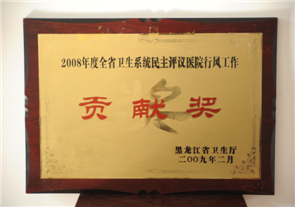 2008年度全省卫生系统民主评议医院行风工作
贡献奖
黑龙江省卫生厅
二〇〇九年二月